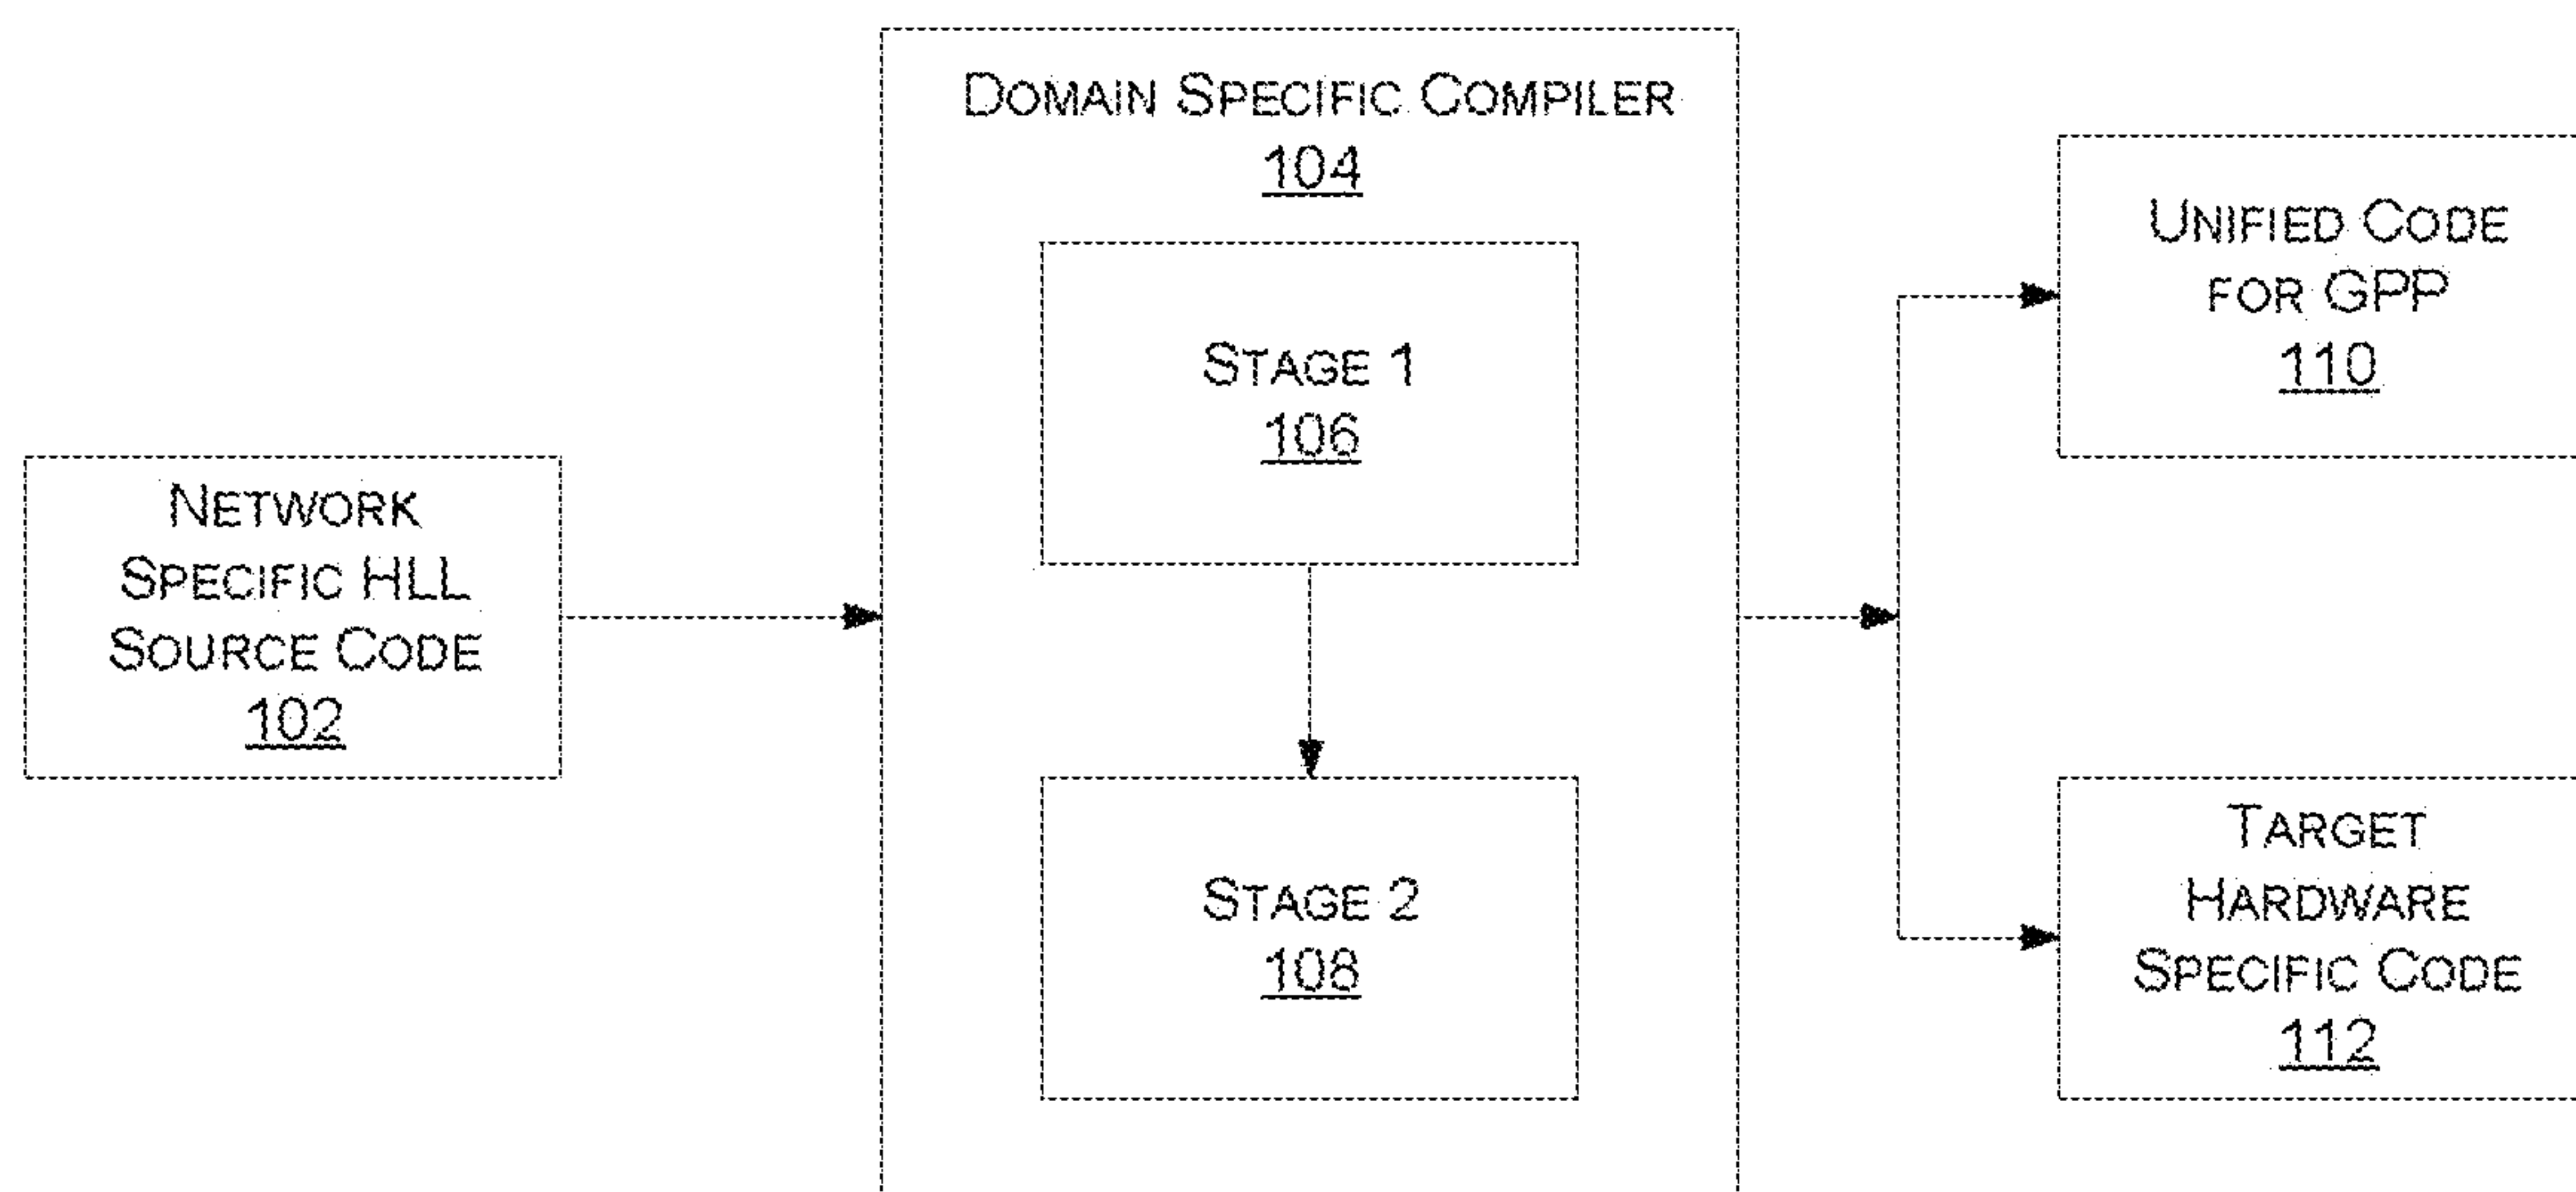 DOMAIN SPECIFIC COMPILER
104
STAGE 1
106
STAGE 2
108
NETWORK
SPECIFIC HLL
SOURCE CODE
102
UNIFIED CODE
FOR GPP
110
TARGET
HARDWARE
SPECIFIC CODE
112